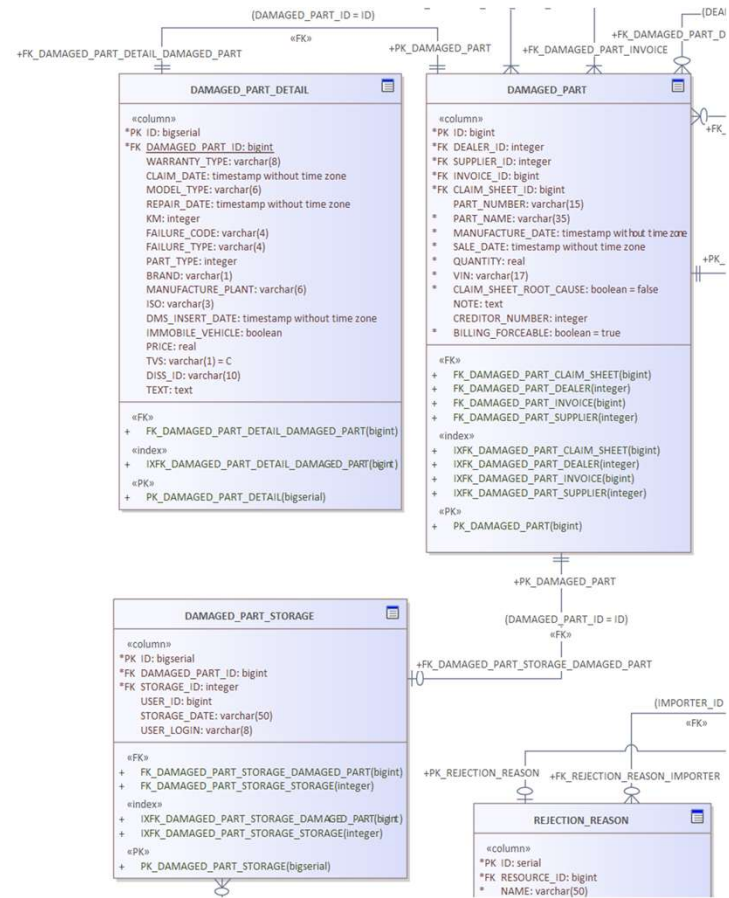 (DAMAGED_PART_ID = ID)
«FK»
+FK_DAMAGED_PART_DETAIL_DAMAGED_PART
+PK_DAMAGED_PART
+FK_DAMAGED_PART_INVOICE
(DEA
+FK_DAMAGED_PART_D
DAMAGED_PART_DETAIL
«column»
*PK ID: bigserial
*FK DAMAGED_PART_ID: bigint
WARRANTY_TYPE: varchar(8)
CLAIM_DATE: timestamp without time zone
MODEL_TYPE: varchar(6)
REPAIR_DATE: timestamp without time zone
KM: integer
FAILURE_CODE: varchar(4)
FAILURE_TYPE: varchar(4)
PART_TYPE: integer
BRAND: varchar(1)
MANUFACTURE_PLANT: varchar(6)
ISO: varchar(3)
DMS_INSERT_DATE: timestamp without time zone
IMMOBILE_VEHICLE: boolean
PRICE: real
TVS: varchar(1) = C
DISS_ID: varchar(10)
TEXT: text
«FK»
+ FK_DAMAGED_PART_DETAIL_DAMAGED_PART(bigint)
«index»
+ IXFK_DAMAGED_PART_DETAIL_DAMAGED_PART(bigint)
«PK»
+ PK_DAMAGED_PART_DETAIL(bigserial)
DAMAGED_PART
«column»
*PK ID: bigint
*FK DEALER_ID: integer
*FK SUPPLIER_ID: integer
*FK INVOICE_ID: bigint
*FK CLAIM_SHEET_ID: bigint
PART_NUMBER: varchar(15)
* PART_NAME: varchar(35)
* MANUFACTURE_DATE: timestamp without time zone
* SALE_DATE: timestamp without time zone
* QUANTITY: real
* VIN: varchar(17)
* CLAIM_SHEET_ROOT_CAUSE: boolean = false
NOTE: text
CREDITOR_NUMBER: integer
* BILLING_FORCEABLE: boolean = true
«FK»
+ FK_DAMAGED_PART_CLAIM_SHEET(bigint)
+ FK_DAMAGED_PART_DEALER(integer)
+ FK_DAMAGED_PART_INVOICE(bigint)
+ FK_DAMAGED_PART_SUPPLIER(integer)
«index»
+ IXFK_DAMAGED_PART_CLAIM_SHEET(bigint)
+ IXFK_DAMAGED_PART_DEALER(integer)
+ IXFK_DAMAGED_PART_INVOICE(bigint)
+ IXFK_DAMAGED_PART_SUPPLIER(integer)
«PK»
+ PK_DAMAGED_PART(bigint)
+FK_
+PK_
+PK_DAMAGED_PART
(DAMAGED_PART_ID = ID)
«FK»
+FK_DAMAGED_PART_STORAGE_DAMAGED_PART
DAMAGED_PART_STORAGE
«column»
*PK ID: bigserial
*FK DAMAGED_PART_ID: bigint
*FK STORAGE_ID: integer
USER_ID: bigint
STORAGE_DATE: varchar(50)
USER_LOGIN: varchar(8)
«FK»
+ FK_DAMAGED_PART_STORAGE_DAMAGED_PART(bigint)
+ FK_DAMAGED_PART_STORAGE_STORAGE(integer)
«index»
+ IXFK_DAMAGED_PART_STORAGE_DAMAGED_PART(bigint)
+ IXFK_DAMAGED_PART_STORAGE_STORAGE(integer)
«PK»
+ PK_DAMAGED_PART_STORAGE(bigserial)
(IMPORTER_ID
«FK»
+PK_REJECTION_REASON
+FK_REJECTION_REASON_IMPORTER
REJECTION_REASON
«column»
*PK ID: serial
*FK RESOURCE_ID: bigint
* NAME: varchar(50)